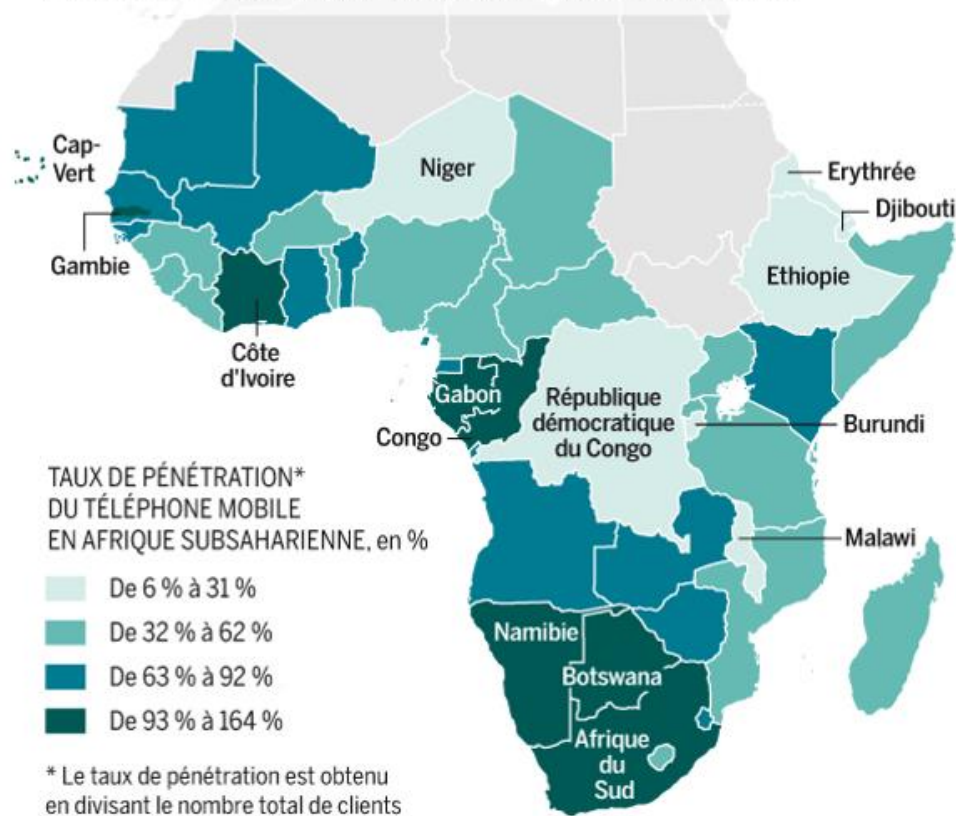 Cap-
Vert
Niger
Erythrée
Djibouti
Gambie
Ethiopie
Côte
d'Ivoire
Gabon
République
démocratique
du Congo
Congo
Burundi
Malawi
Namibie
Botswana
Afrique
du
Sud
TAUX DE PÉNÉTRATION*
DU TÉLÉPHONE MOBILE
EN AFRIQUE SUBSAHARIENNE, en %
De 6 % à 31 %
De 32 % à 62 %
De 63 % à 92 %
De 93 % à 164 %
* Le taux de pénétration est obtenu
en divisant le nombre total de clients